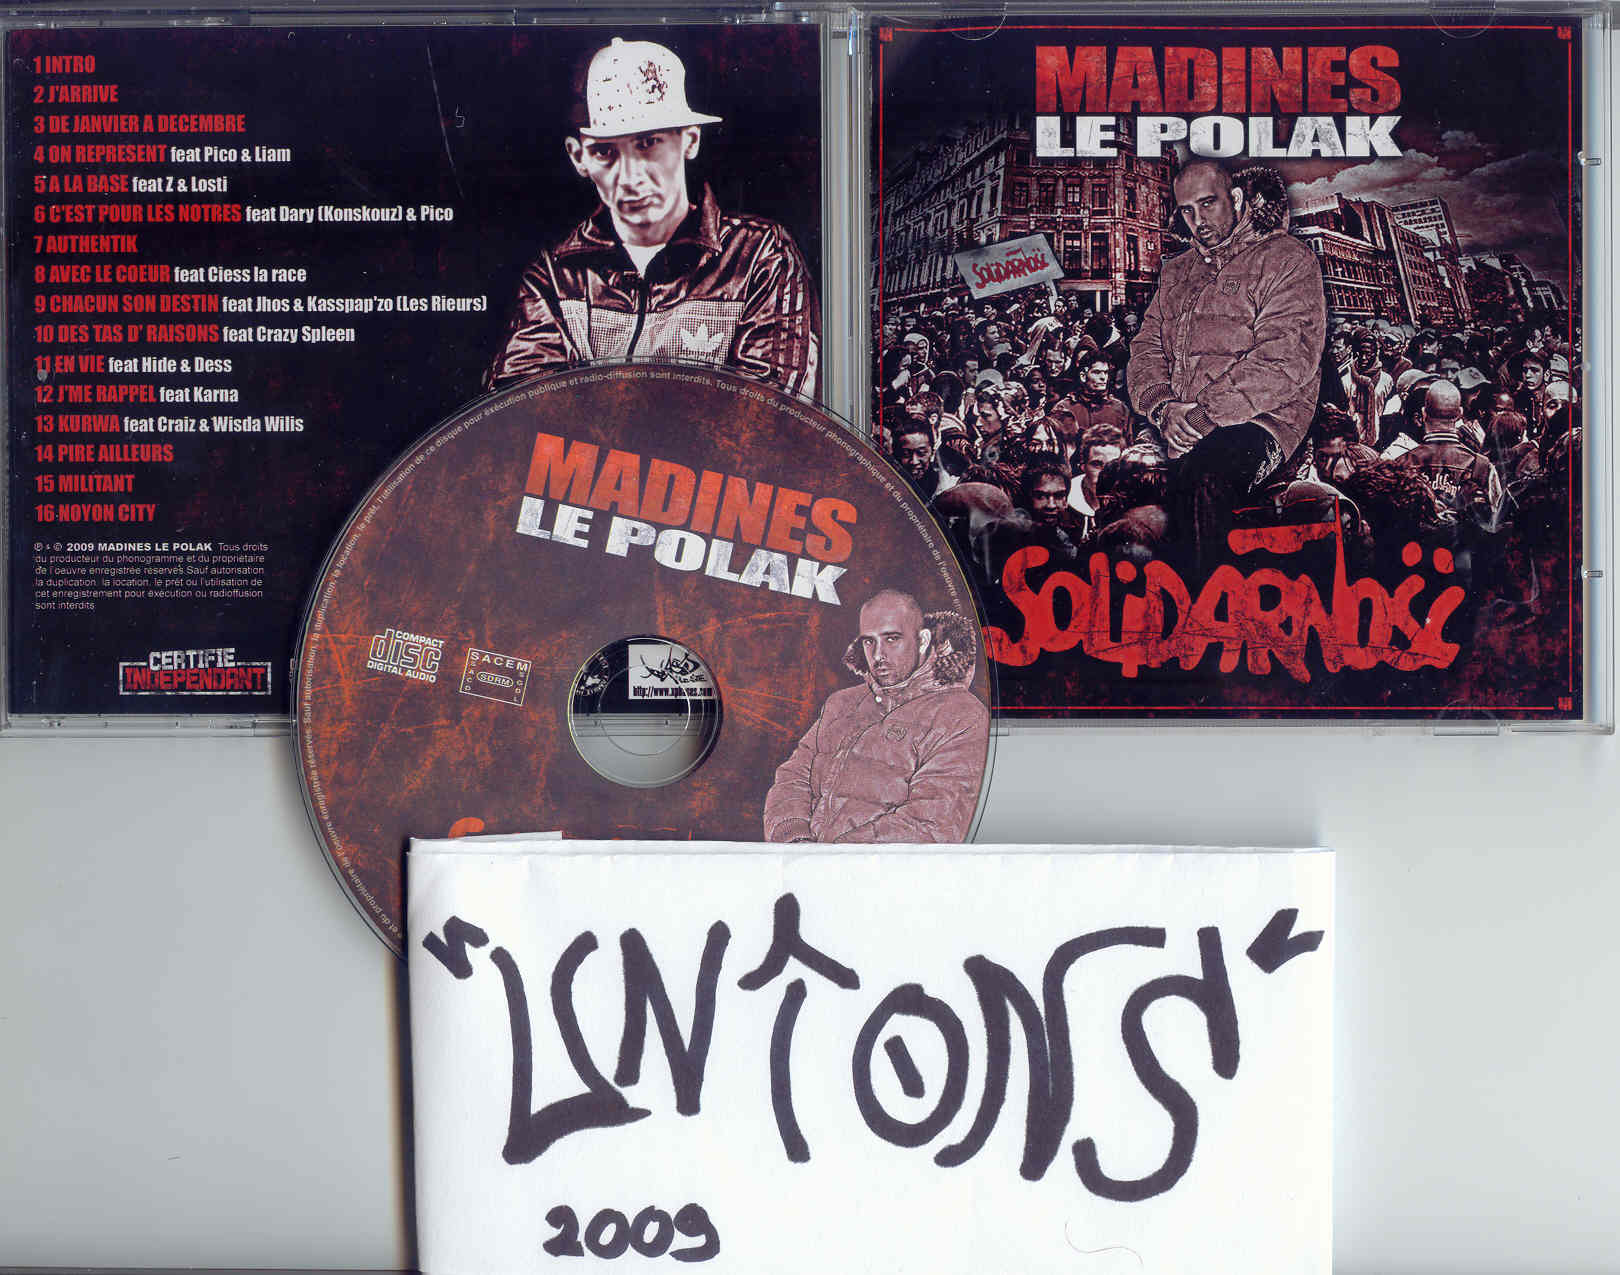 1 INTRO
2 J'ARRIVE
3 DE JANVIER A DECEMBRE
4 ON REPRESENT feat Pico & Liam
5 A LA BASE feat Z & Losti
6 C'EST POUR LES NOTRES feat Dary (Konskouz) & Pico
7 AUTHENTIK
8 AVEC LE COEUR feat Ciess la race
9 CHACUN SON DESTIN feat Jhos & Kasspap'zo (Les Rieurs)
10 DES TAS D' RAISONS feat Crazy Spleen
11 EN VIE feat Hide & Dess
12 J'ME RAPPEL feat Karna
13 KURWA feat Craiz & Wisda Wilis
14 PIRE AILLEURS
15 MILITANT
16 NOYON CITY
℗ & © 2009 MADINES LE POLAK Tous droits
du producteur du phonogramme et du propriétaire
de l'oeuvre enregistrée réservés. Sauf autorisation
la duplication, la location, le prêt ou l'utilisation de
cet enregistrement pour exécution ou radioffusion
sont interdits
CERTIFIE
INDEPENDANT
MADINES
LE POLAK
SOLIDARNOŚĆ
SOLIDARNOŚĆ
MADINES
LE POLAK
COMPACT
disc
DIGITAL AUDIO
SACEM
SDRM
"UNTONS"
2009